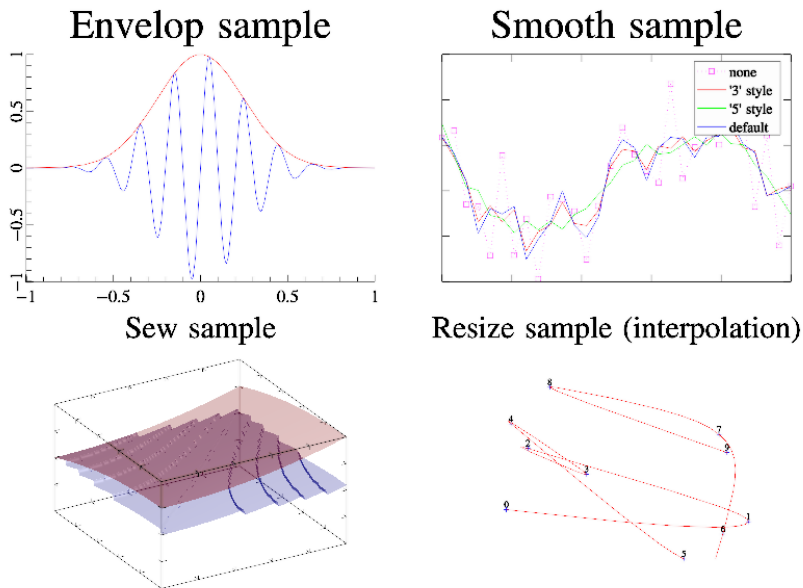 Envelop sample
Smooth sample
1
0.5
0
−0.5
−1
−1
−0.5
0
0.5
1
none
'3' style
'5' style
default
Sew sample
Resize sample (interpolation)
8
4
7
2
9
3
0
1
6
5